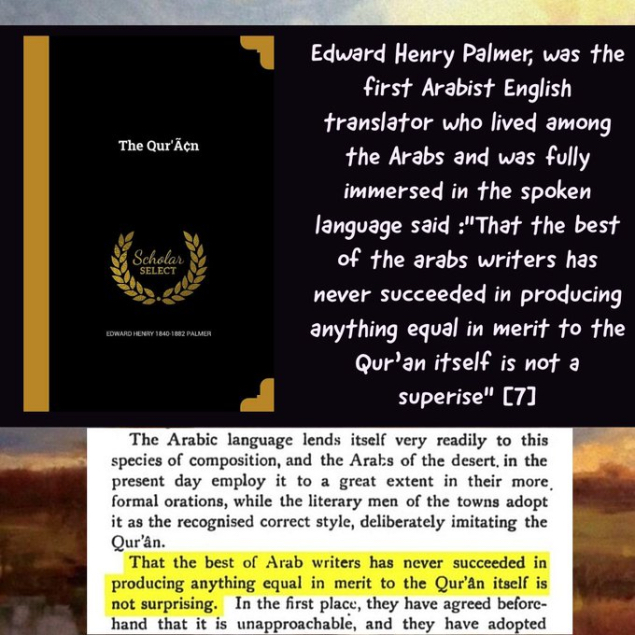 The Qur'Ã¢n
Scholar
SELECT
EDWARD HENRY 1840-1882 PALMER
Edward Henry Palmer, was the
first Arabist English
translator who lived among
the Arabs and was fully
immersed in the spoken
language said :"That the best
of the arabs writers has
never succeeded in producing
anything equal in merit to the
Qur'an itself is not a
superise" [7]
The Arabic language lends itself very readily to this
species of composition, and the Arabs of the desert in the
present day employ it to a great extent in their more
formal orations, while the literary men of the towns adopt
it as the recognised correct style, deliberately imitating the
Qur'ân.
That the best of Arab writers has never succeeded in
producing anything equal in merit to the Qur'ân itself is
not surprising. In the first place, they have agreed before-
hand that it is unapproachable, and they have adopted